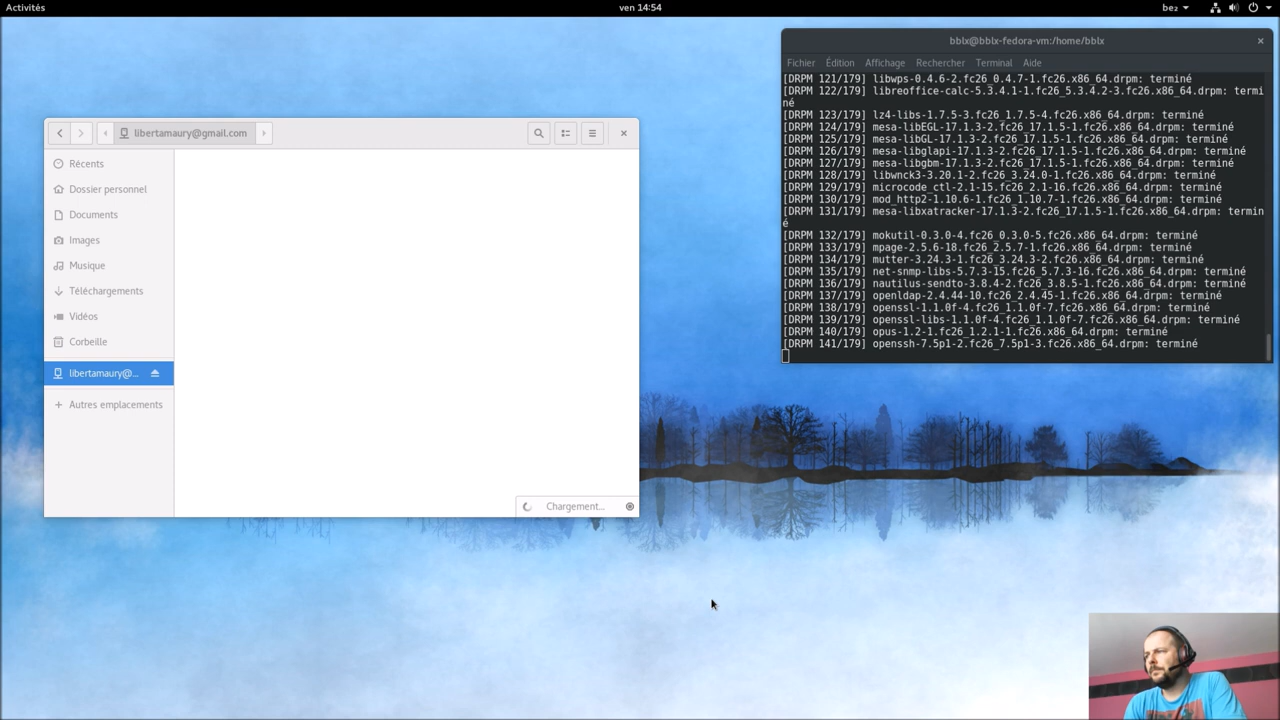 Activités
ven 14:54
be2
libertamaury@gmail.com
Récents
Dossier personnel
Documents
Images
Musique
Téléchargements
Vidéos
Corbeille
libertamaury@...
Autres emplacements
Chargement...
bblx@bblx-fedora-vm:/home/bblx
Fichier Édition Affichage Rechercher Terminal Aide
[DRPM 121/179] libwps-0.4.6-2.fc26_0.4.7-1.fc26.x86_64.drpm: terminé
[DRPM 122/179] libreoffice-calc-5.3.4.1-1.fc26_5.3.4.2-3.fc26.x86_64.drpm: termi
né
[DRPM 123/179] lz4-libs-1.7.5-3.fc26_1.7.5-4.fc26.x86_64.drpm: terminé
[DRPM 124/179] mesa-libEGL-17.1.3-2.fc26_17.1.5-1.fc26.x86_64.drpm: terminé
[DRPM 125/179] mesa-libGL-17.1.3-2.fc26_17.1.5-1.fc26.x86_64.drpm: terminé
[DRPM 126/179] mesa-libglapi-17.1.3-2.fc26_17.1.5-1.fc26.x86_64.drpm: terminé
[DRPM 127/179] mesa-libgbm-17.1.3-2.fc26_17.1.5-1.fc26.x86_64.drpm: terminé
[DRPM 128/179] libwnck3-3.20.1-2.fc26_3.24.0-1.fc26.x86_64.drpm: terminé
[DRPM 129/179] microcode_ctl-2.1-15.fc26_2.1-16.fc26.x86_64.drpm: terminé
[DRPM 130/179] mod_http2-1.10.6-1.fc26_1.10.7-1.fc26.x86_64.drpm: terminé
[DRPM 131/179] mesa-libxatracker-17.1.3-2.fc26_17.1.5-1.fc26.x86_64.drpm: termin
é
[DRPM 132/179] mokutil-0.3.0-4.fc26_0.3.0-5.fc26.x86_64.drpm: terminé
[DRPM 133/179] mpage-2.5.6-18.fc26_2.5.7-1.fc26.x86_64.drpm: terminé
[DRPM 134/179] mutter-3.24.3-1.fc26_3.24.3-2.fc26.x86_64.drpm: terminé
[DRPM 135/179] net-snmp-libs-5.7.3-15.fc26_5.7.3-16.fc26.x86_64.drpm: terminé
[DRPM 136/179] nautilus-sendto-3.8.4-2.fc26_3.8.5-1.fc26.x86_64.drpm: terminé
[DRPM 137/179] openldap-2.4.44-10.fc26_2.4.45-1.fc26.x86_64.drpm: terminé
[DRPM 138/179] openssl-1.1.0f-4.fc26_1.1.0f-7.fc26.x86_64.drpm: terminé
[DRPM 139/179] openssl-libs-1.1.0f-4.fc26_1.1.0f-7.fc26.x86_64.drpm: terminé
[DRPM 140/179] opus-1.2-1.fc26_1.2.1-1.fc26.x86_64.drpm: terminé
[DRPM 141/179] openssh-7.5p1-2.fc26_7.5p1-3.fc26.x86_64.drpm: terminé